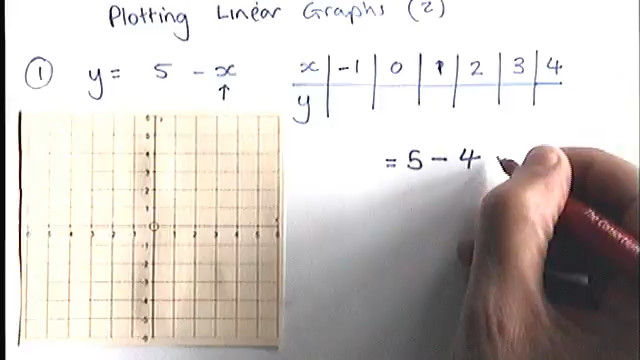 Plotting Linear Graphs (2)
① y = 5 - x
x -1 0 1 2 3 4
y
= 5 - 4